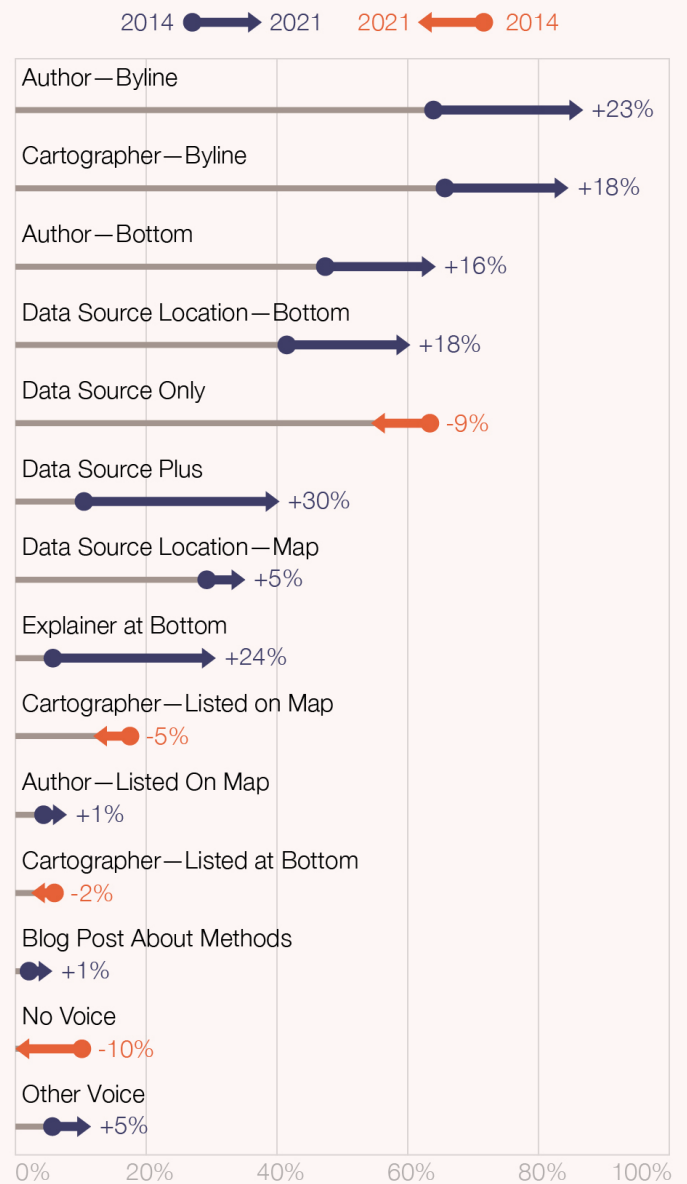 2014 2021 2021 2014
Author—Byline
+23%
Cartographer—Byline
+18%
Author—Bottom
+16%
Data Source Location—Bottom
+18%
Data Source Only
-9%
Data Source Plus
+30%
Data Source Location—Map
+5%
Explainer at Bottom
+24%
Cartographer—Listed on Map
-5%
Author—Listed On Map
+1%
Cartographer—Listed at Bottom
-2%
Blog Post About Methods
+1%
No Voice
-10%
Other Voice
+5%
0% 20% 40% 60% 80% 100%